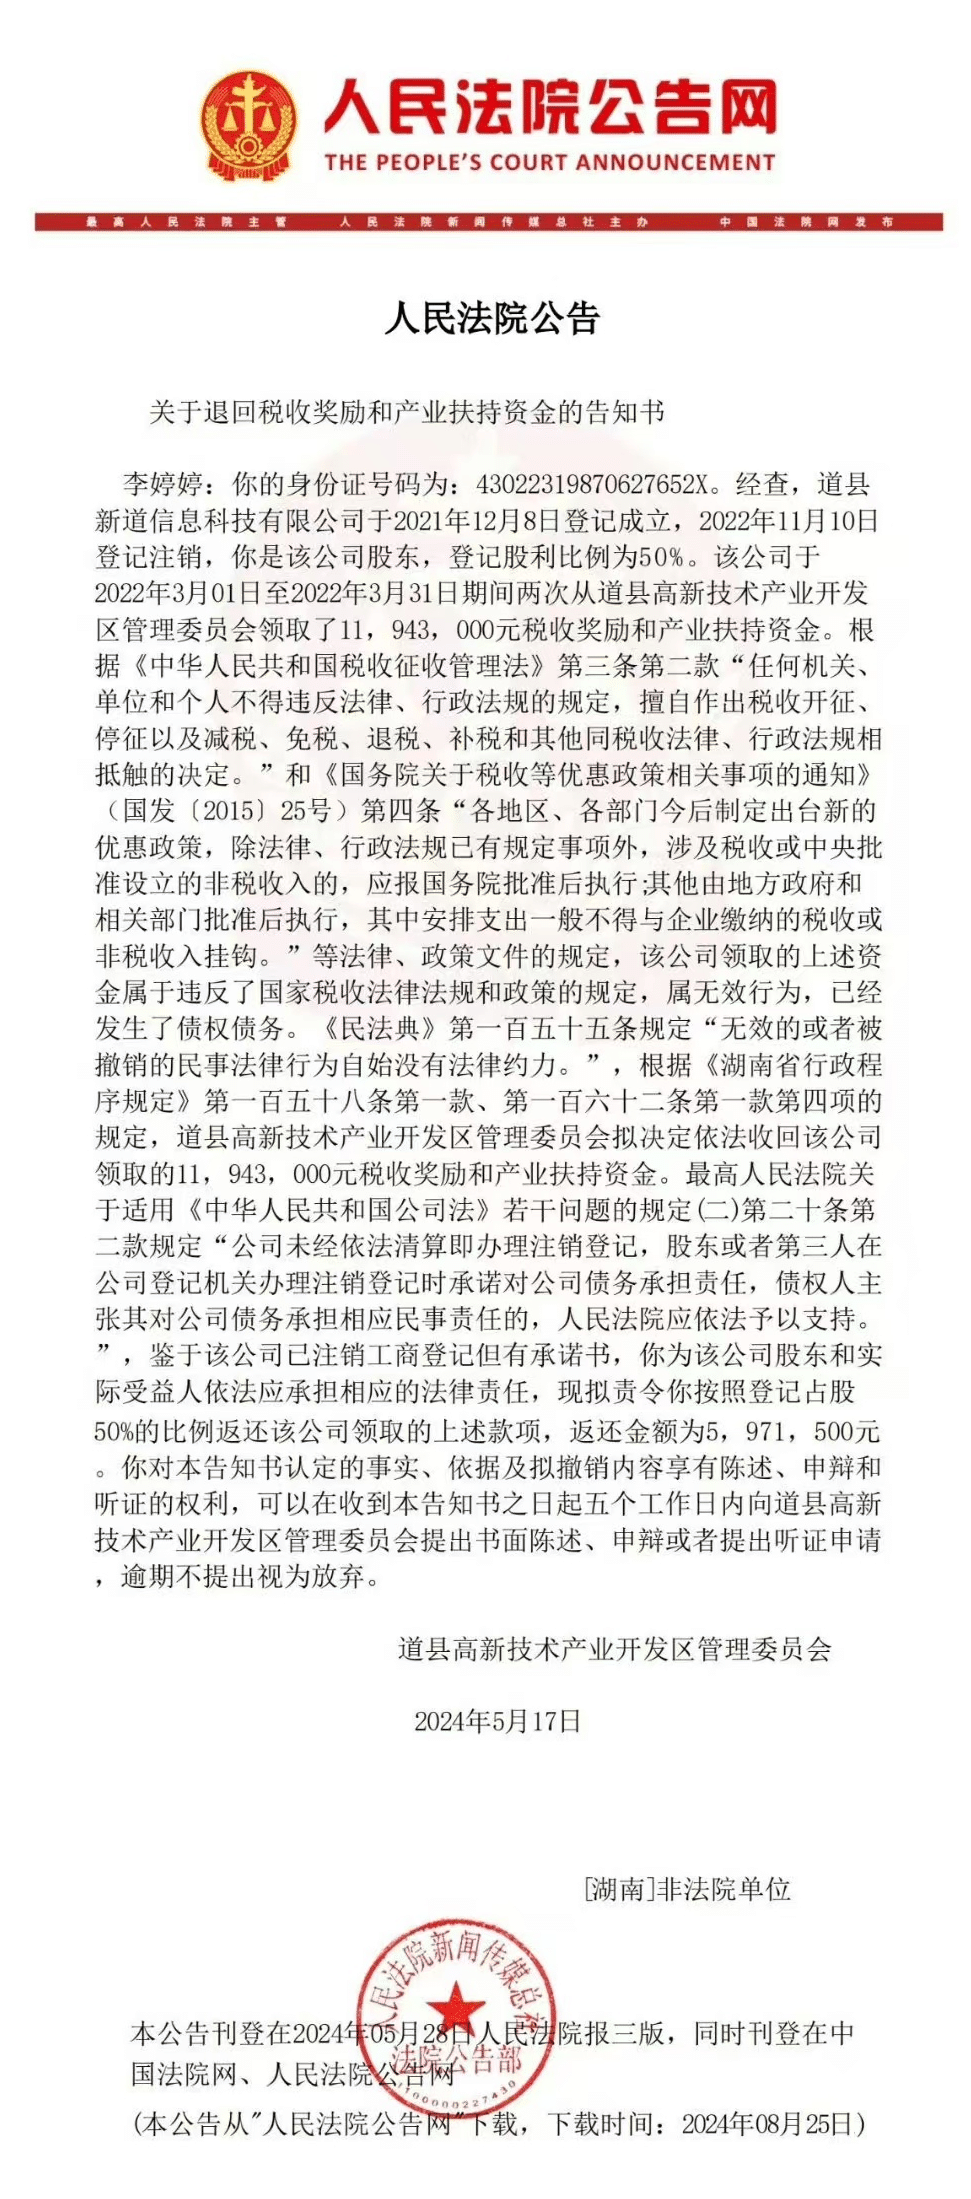 人民法院公告网
THE PEOPLE'S COURT ANNOUNCEMENT
最高人民法院主管 人民法院新闻传媒总社主办 中国法院网发布
人民法院公告
关于退回税收奖励和产业扶持资金的告知书
李婷婷：你的身份证号码为：43022319870627652X。经查，道县
新道信息科技有限公司于2021年12月8日登记成立，2022年11月10日
登记注销，你是该公司股东，登记股利比例为50%。该公司于
2022年3月01日至2022年3月31日期间两次从道县高新技术产业开发
区管理委员会领取了11，943，000元税收奖励和产业扶持资金。根
据《中华人民共和国税收征收管理法》第三条第二款“任何机关、
单位和个人不得违反法律、行政法规的规定，擅自作出税收开征、
停征以及减税、免税、退税、补税和其他同税收法律、行政法规相
抵触的决定。”和《国务院关于税收等优惠政策相关事项的通知》
（国发〔2015〕25号）第四条“各地区、各部门今后制定出台新的
优惠政策，除法律、行政法规已有规定事项外，涉及税收或中央批
准设立的非税收入的，应报国务院批准后执行;其他由地方政府和
相关部门批准后执行，其中安排支出一般不得与企业缴纳的税收或
非税收入挂钩。”等法律、政策文件的规定，该公司领取的上述资
金属于违反了国家税收法律法规和政策的规定，属无效行为，已经
发生了债权债务。《民法典》第一百五十五条规定“无效的或者被
撤销的民事法律行为自始没有法律约力。”，根据《湖南省行政程
序规定》第一百五十八条第一款、第一百六十二条第一款第四项的
规定，道县高新技术产业开发区管理委员会拟决定依法收回该公司
领取的11，943，000元税收奖励和产业扶持资金。最高人民法院关
于适用《中华人民共和国公司法》若干问题的规定(二)第二十条第
二款规定“公司未经依法清算即办理注销登记，股东或者第三人在
公司登记机关办理注销登记时承诺对公司债务承担责任，债权人主
张其对公司债务承担相应民事责任的，人民法院应依法予以支持。
”，鉴于该公司已注销工商登记但有承诺书，你为该公司股东和实
际受益人依法应承担相应的法律责任，现拟责令你按照登记占股
50%的比例返还该公司领取的上述款项，返还金额为5，971，500元
。你对本告知书认定的事实、依据及拟撤销内容享有陈述、申辩和
听证的权利，可以在收到本告知书之日起五个工作日内向道县高新
技术产业开发区管理委员会提出书面陈述、申辩或者提出听证申请
，逾期不提出视为放弃。
道县高新技术产业开发区管理委员会
2024年5月17日
[湖南]非法院单位
人民法院新闻传媒总社
法院公告部
1100000227430
本公告刊登在2024年05月28日人民法院报三版，同时刊登在中
国法院网、人民法院公告网
(本公告从"人民法院公告网"下载，下载时间：2024年08月25日)